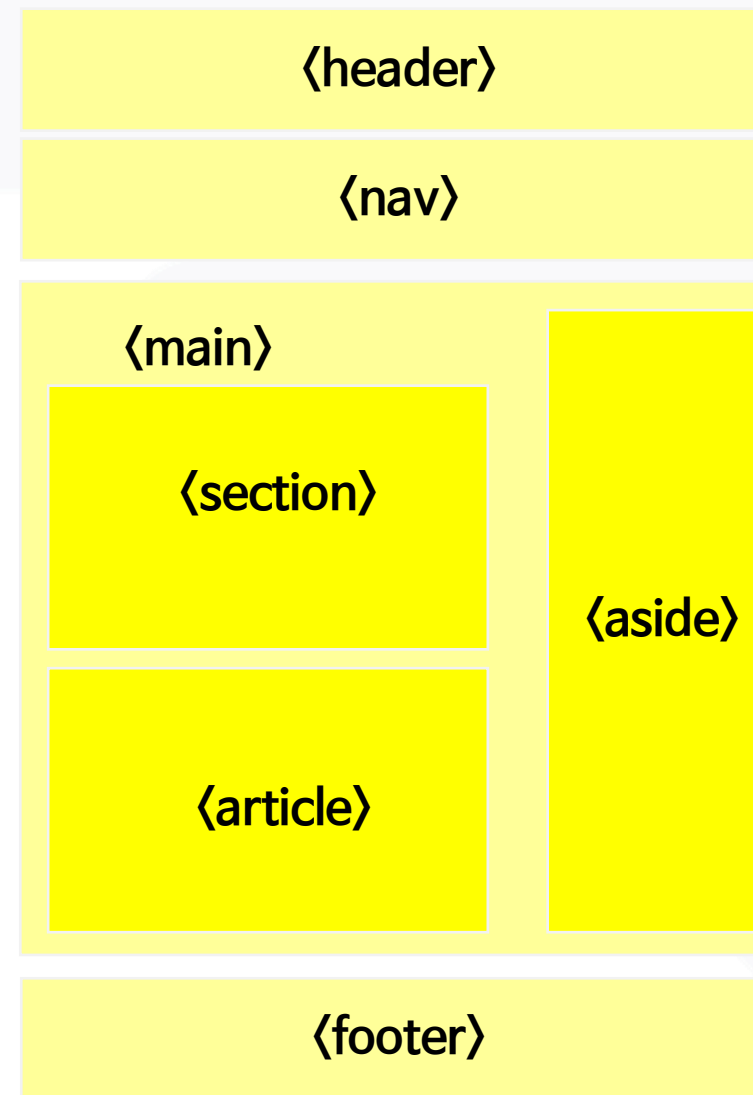 〈header〉
〈nav〉
〈main〉
〈section〉
〈aside〉
〈article〉
〈footer〉